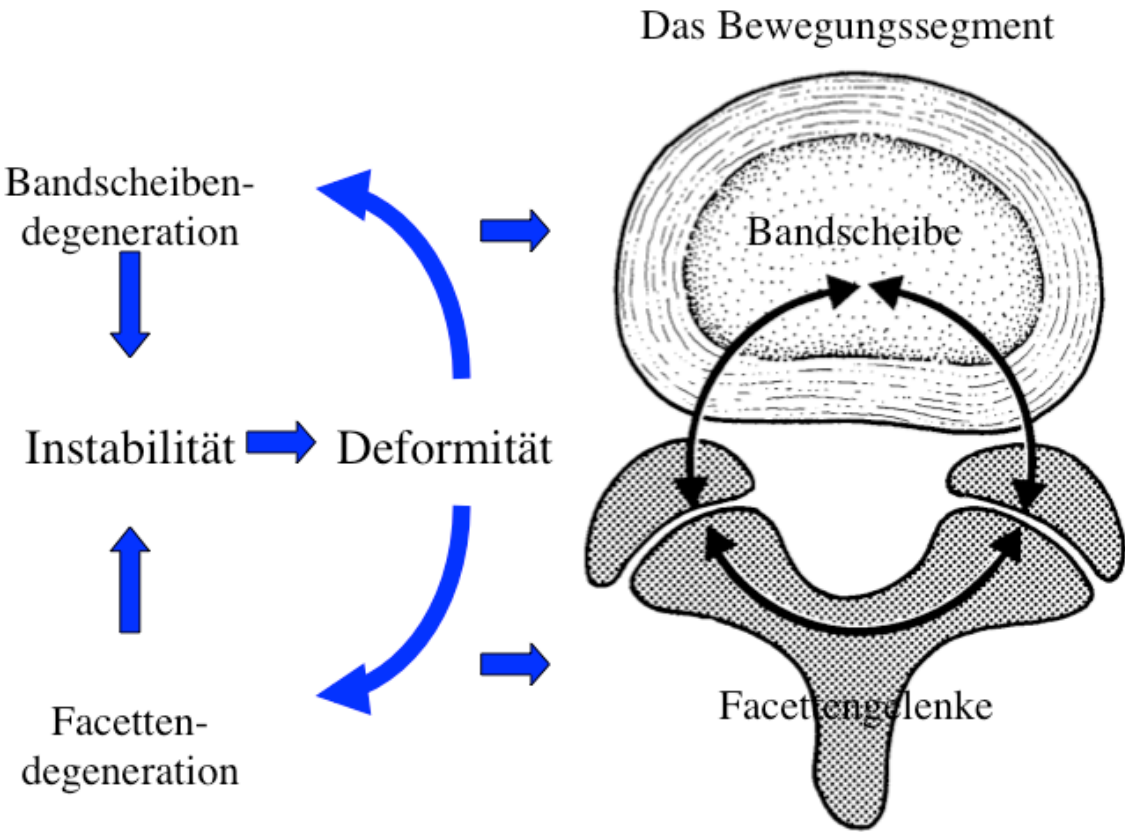 Das Bewegungssegment
Bandscheiben-
degeneration
Bandscheibe
Instabilität
Deformität
Facetten-
degeneration
Facettengelenke